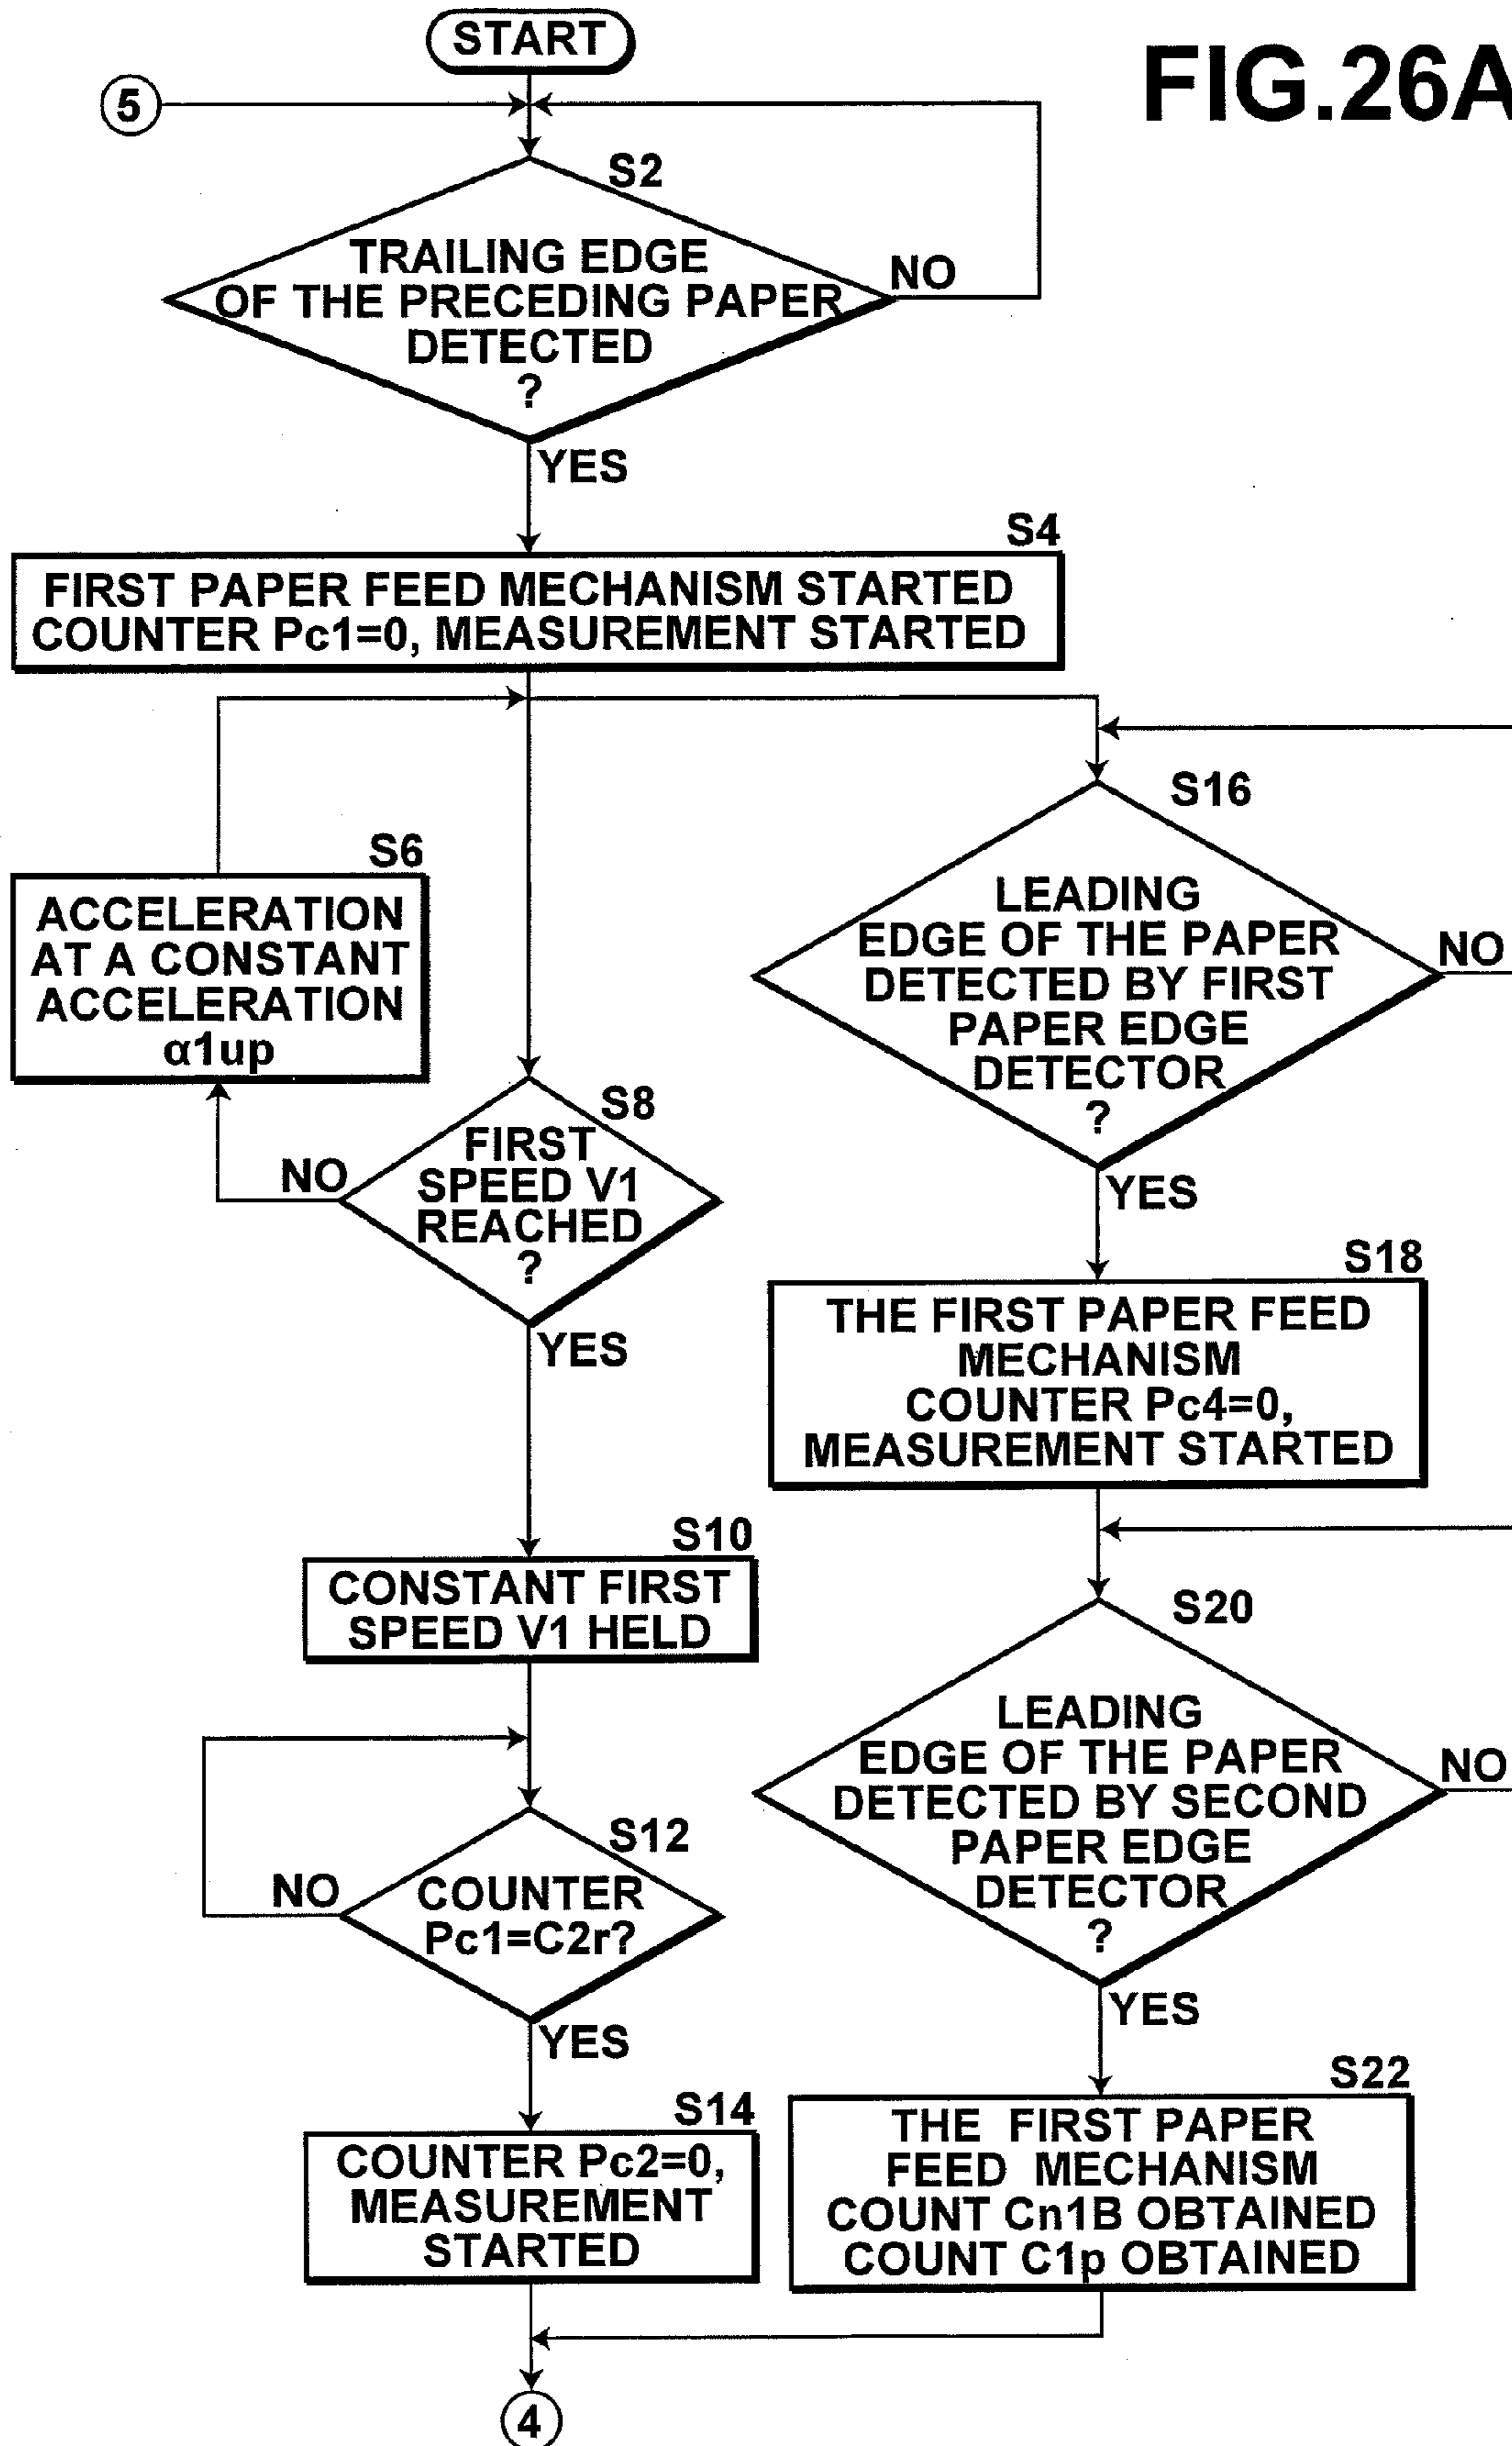 START
FIG.26A
5
S2
TRAILING EDGE
OF THE PRECEDING PAPER
DETECTED
?
NO
YES
S4
FIRST PAPER FEED MECHANISM STARTED
COUNTER Pc1=0, MEASUREMENT STARTED
S6
ACCELERATION
AT A CONSTANT
ACCELERATION
α1up
S8
FIRST
SPEED V1
REACHED
?
NO
YES
S10
CONSTANT FIRST
SPEED V1 HELD
S12
COUNTER
Pc1=C2r?
NO
YES
S14
COUNTER Pc2=0,
MEASUREMENT
STARTED
S16
LEADING
EDGE OF THE PAPER
DETECTED BY FIRST
PAPER EDGE
DETECTOR
?
NO
YES
S18
THE FIRST PAPER FEED
MECHANISM
COUNTER Pc4=0,
MEASUREMENT STARTED
S20
LEADING
EDGE OF THE PAPER
DETECTED BY SECOND
PAPER EDGE
DETECTOR
?
NO
YES
S22
THE FIRST PAPER
FEED MECHANISM
COUNT Cn1B OBTAINED
COUNT C1p OBTAINED
4